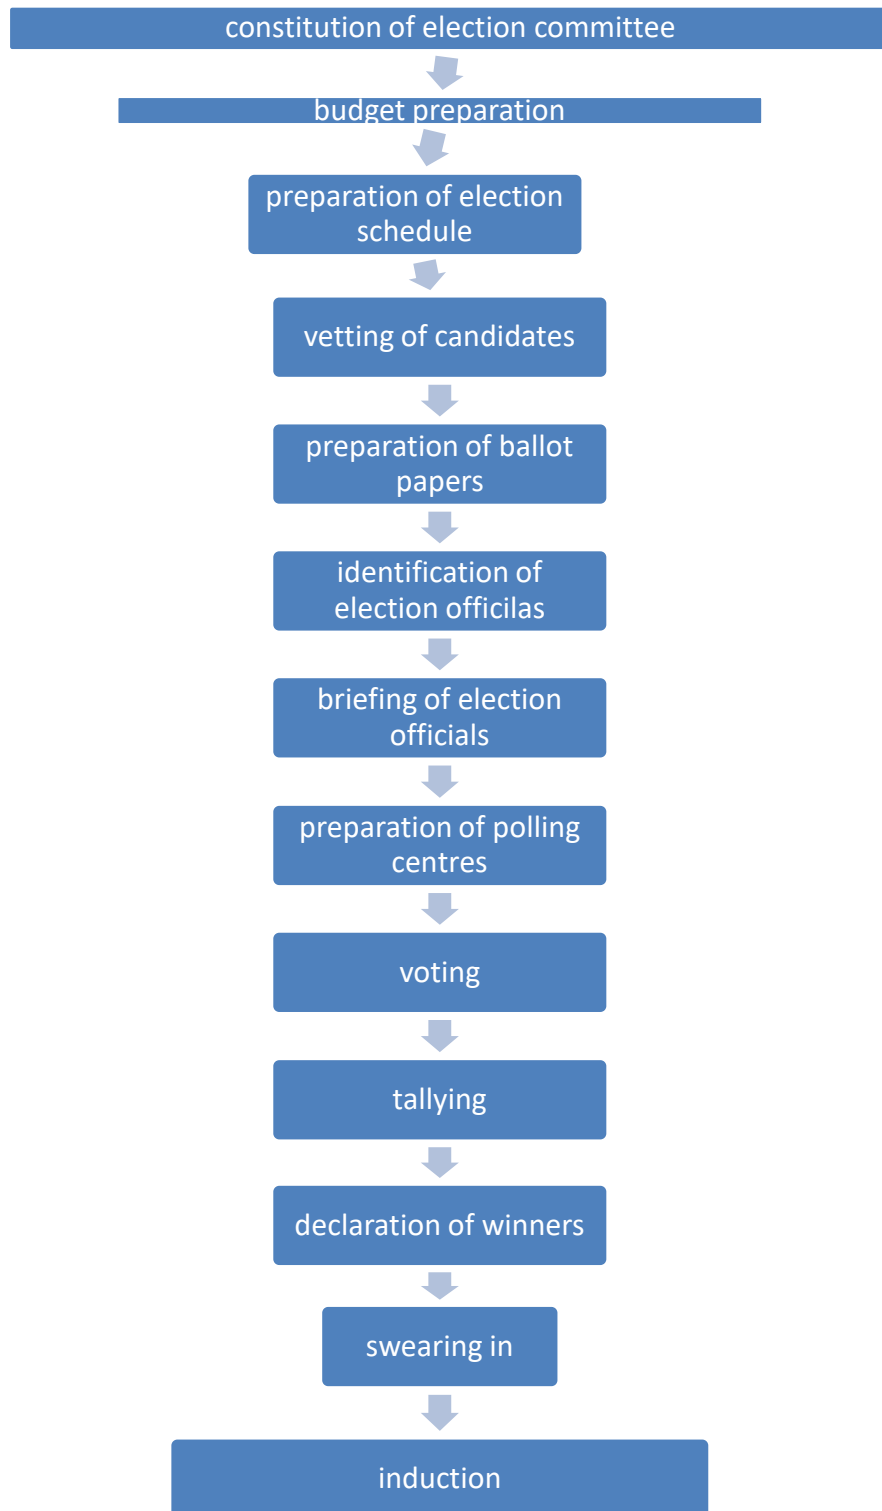 constitution of election committee
budget preparation
preparation of election
schedule
vetting of candidates
preparation of ballot
papers
identification of
election officilas
briefing of election
officials
preparation of polling
centres
voting
tallying
declaration of winners
swearing in
induction